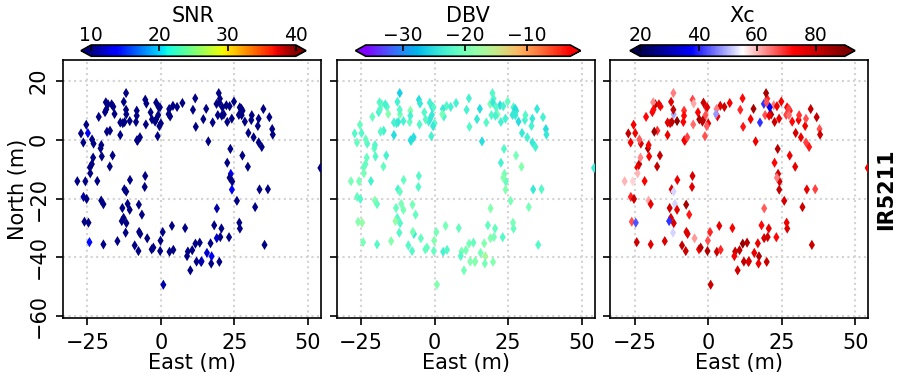 SNR DBV Xc
10 20 30 40 −30 −20 −10 20 40 60 80
20
0
−20
−40
−60
North (m)
−25 0 25 50 −25 0 25 50 −25 0 25 50
East (m) East (m) East (m)
IR5211